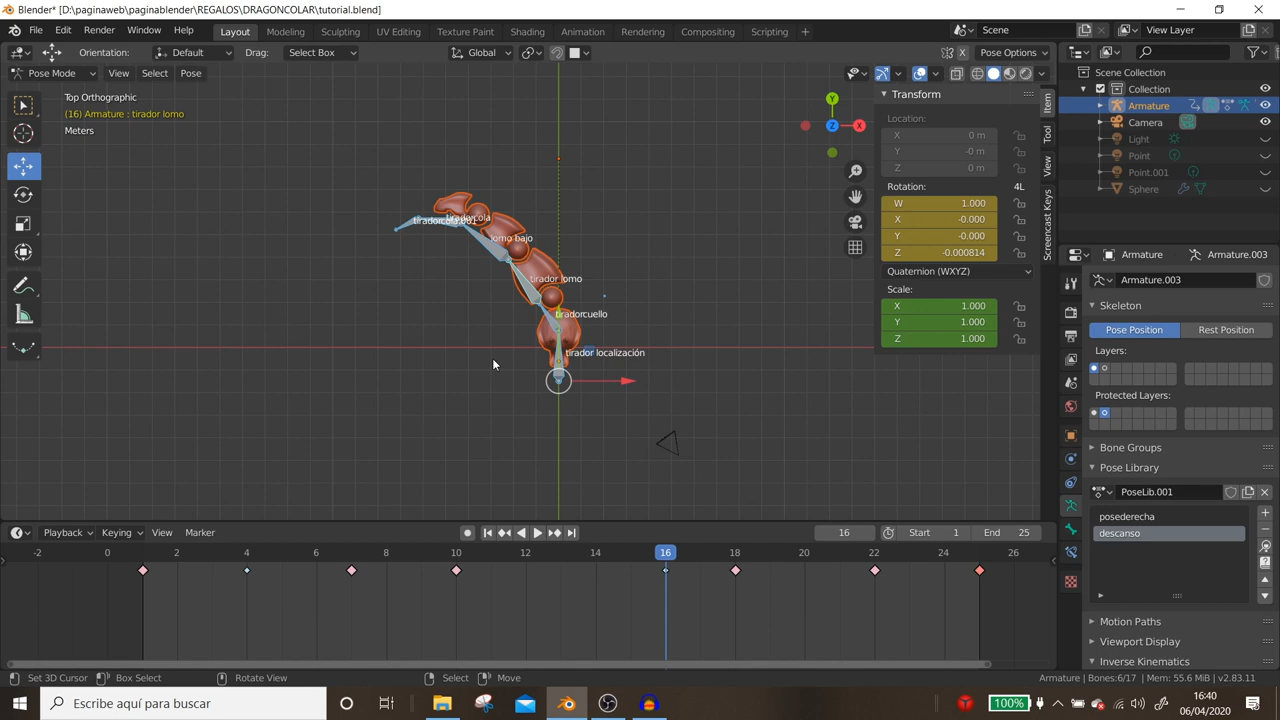 Blender* [D:\paginaweb\paginablender\REGALOS\DRAGONCOLAR\tutorial.blend]
File Edit Render Window Help Layout Modeling Sculpting UV Editing Texture Paint Shading Animation Rendering Compositing Scripting + Scene View Layer
Orientation: Default Drag: Select Box Global Pose Options
Pose Mode View Select Pose
Top Orthographic
(16) Armature : tirador lomo
Meters
Y
Z X
tiradorcola
lomo bajo
tirador lomo
tiradorcuello
tirador localización
Transform
Location:
X 0 m
Y -0 m
Z 0 m
Rotation: 4L
W 1.000
X -0.000
Y -0.000
Z -0.000814
Quaternion (WXYZ)
Scale:
X 1.000
Y 1.000
Z 1.000
Item
Tool
View
Screencast Keys
Scene Collection
Collection
Armature
Camera
Light
Point
Point.001
Sphere
Armature Armature.003
Armature.003
Skeleton
Pose Position Rest Position
Layers:
Protected Layers:
Bone Groups
Pose Library
PoseLib.001
posederecha
descanso
Motion Paths
Viewport Display
Inverse Kinematics
Playback Keying View Marker 16 Start 1 End 25
-2 0 2 4 6 8 10 12 14 16 18 20 22 24 26
Set 3D Cursor Box Select Rotate View Select Move Armature | Bones:6/17 | Mem: 55.6 MiB | v2.83.11
Escribe aquí para buscar
100%
16:40
06/04/2020